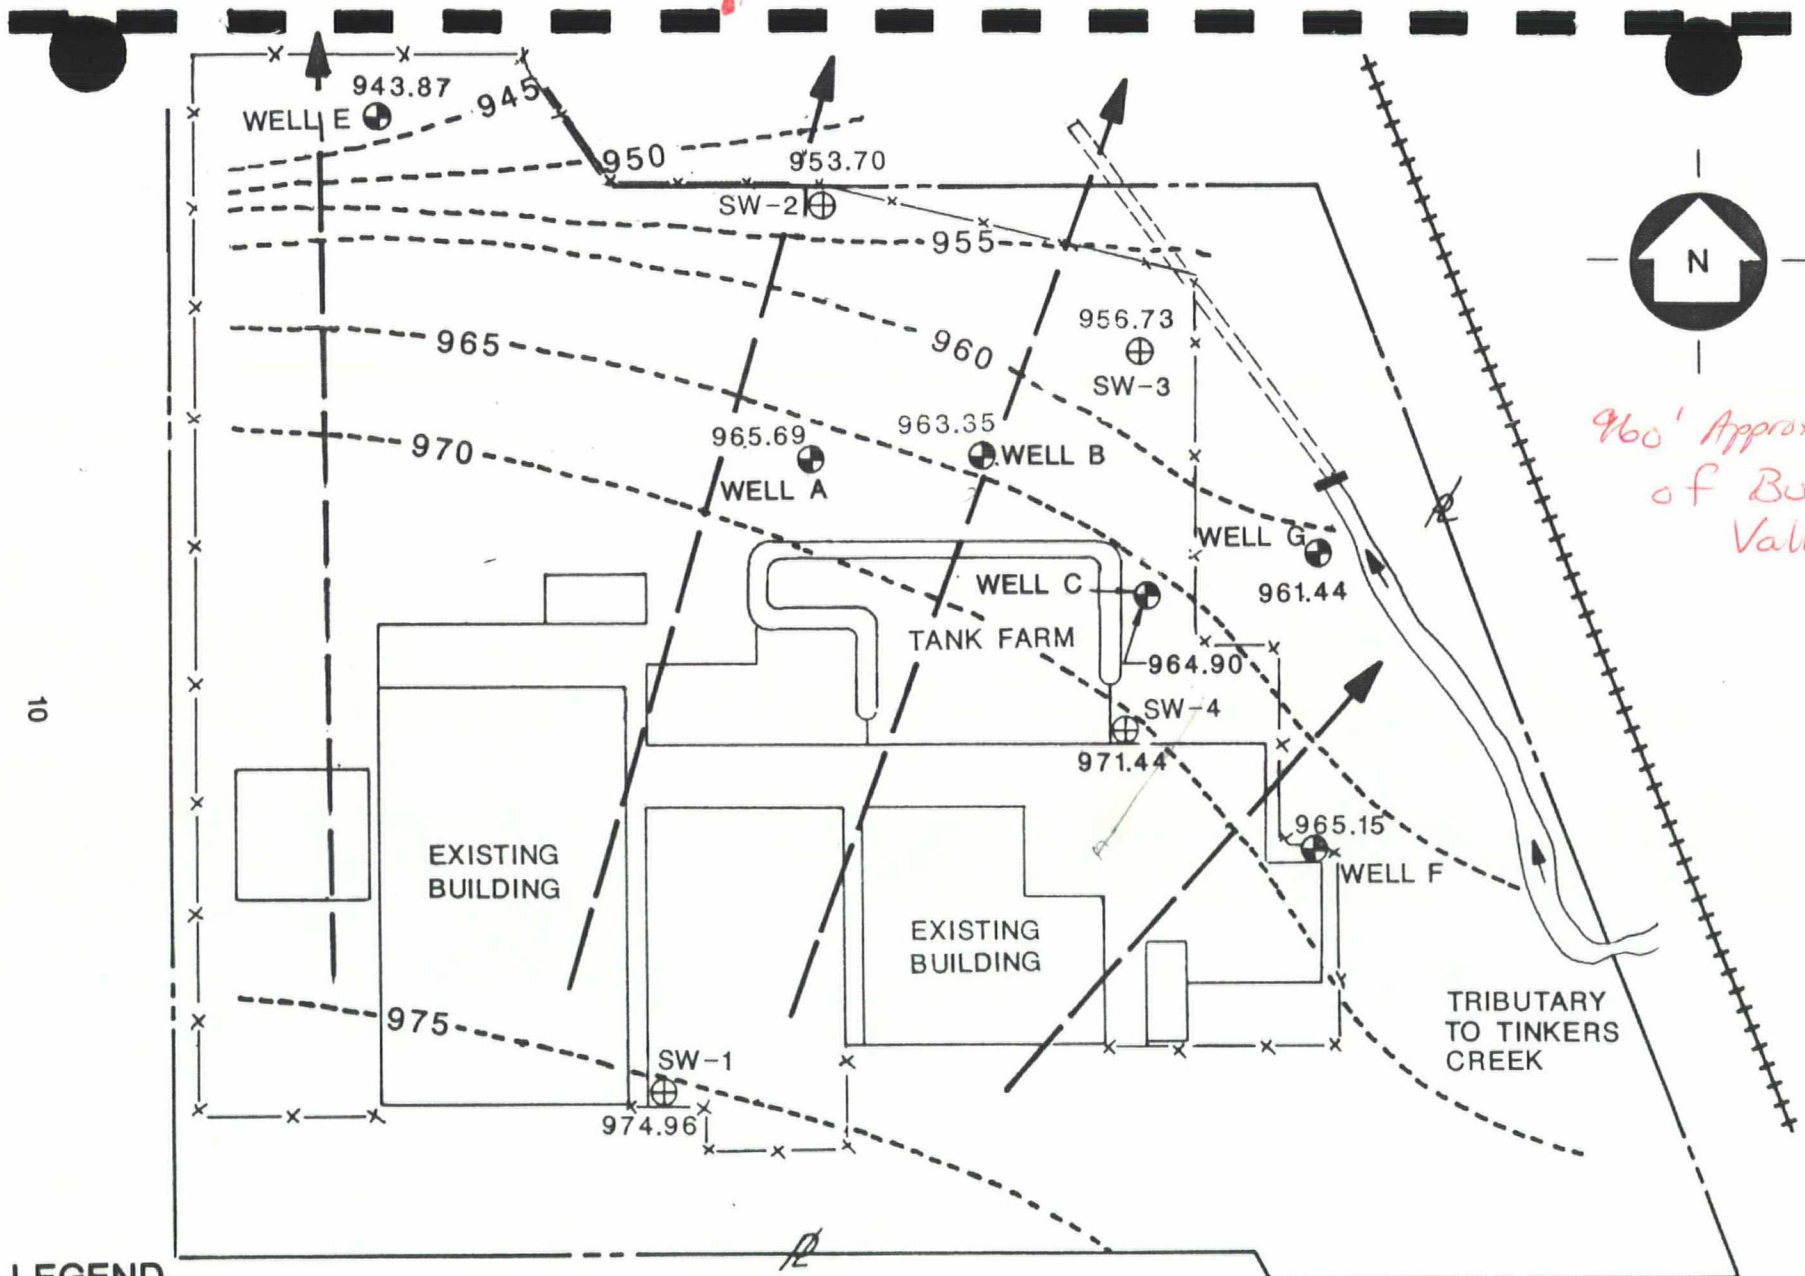 943.87
WELL E
945
950
953.70
SW-2
955
N
956.73
SW-3
960
965
960' Approx
of Bu
Vall
970
965.69
WELL A
963.35
WELL B
WELL G
961.44
WELL C
TANK FARM
964.90
SW-4
971.44
10
965.15
WELL F
EXISTING
BUILDING
EXISTING
BUILDING
TRIBUTARY
TO TINKERS
CREEK
975
SW-1
974.96
LEGEND